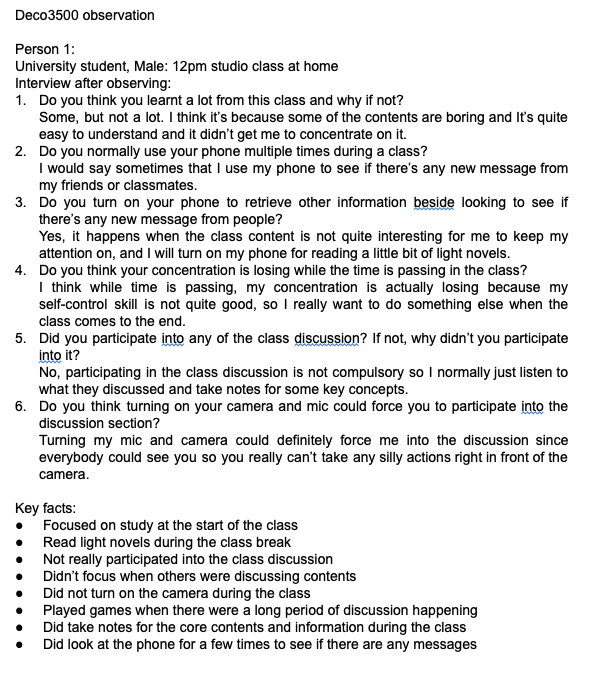 Deco3500 observation
Person 1:
University student, Male: 12pm studio class at home
Interview after observing:
1. Do you think you learnt a lot from this class and why if not?
Some, but not a lot. I think it's because some of the contents are boring and It's quite
easy to understand and it didn't get me to concentrate on it.
2. Do you normally use your phone multiple times during a class?
I would say sometimes that I use my phone to see if there's any new message from
my friends or classmates.
3. Do you turn on your phone to retrieve other information beside looking to see if
there's any new message from people?
Yes, it happens when the class content is not quite interesting for me to keep my
attention on, and I will turn on my phone for reading a little bit of light novels.
4. Do you think your concentration is losing while the time is passing in the class?
I think while time is passing, my concentration is actually losing because my
self-control skill is not quite good, so I really want to do something else when the
class comes to the end.
5. Did you participate into any of the class discussion? If not, why didn't you participate
into it?
No, participating in the class discussion is not compulsory so I normally just listen to
what they discussed and take notes for some key concepts.
6. Do you think turning on your camera and mic could force you to participate into the
discussion section?
Turning my mic and camera could definitely force me into the discussion since
everybody could see you so you really can't take any silly actions right in front of the
camera.
Key facts:
● Focused on study at the start of the class
● Read light novels during the class break
● Not really participated into the class discussion
● Didn't focus when others were discussing contents
● Did not turn on the camera during the class
● Played games when there were a long period of discussion happening
● Did take notes for the core contents and information during the class
● Did look at the phone for a few times to see if there are any messages